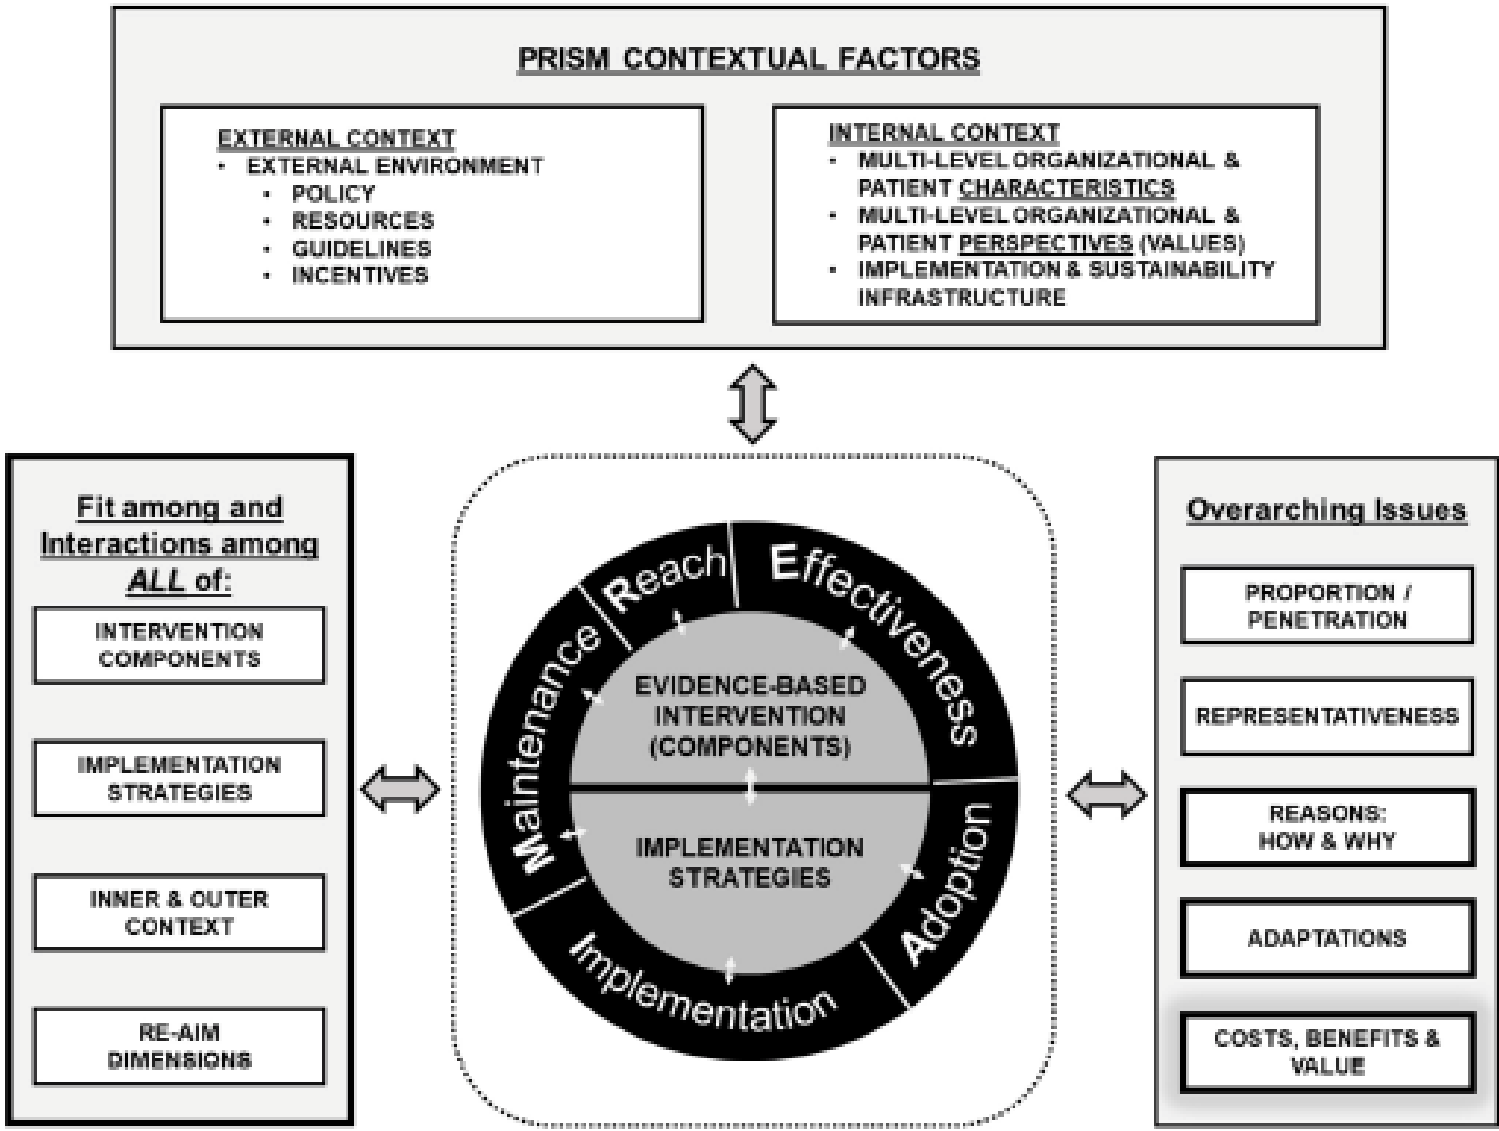 PRISM CONTEXTUAL FACTORS
EXTERNAL CONTEXT
• EXTERNAL ENVIRONMENT
• POLICY
• RESOURCES
• GUIDELINES
• INCENTIVES
INTERNAL CONTEXT
• MULTI-LEVEL ORGANIZATIONAL &
PATIENT CHARACTERISTICS
• MULTI-LEVEL ORGANIZATIONAL &
PATIENT PERSPECTIVES (VALUES)
• IMPLEMENTATION & SUSTAINABILITY
INFRASTRUCTURE
Fit among and
Interactions among
ALL of:
INTERVENTION
COMPONENTS
IMPLEMENTATION
STRATEGIES
INNER & OUTER
CONTEXT
RE-AIM
DIMENSIONS
Reach
Effectiveness
Adoption
Implementation
Maintenance
EVIDENCE-BASED
INTERVENTION
(COMPONENTS)
IMPLEMENTATION
STRATEGIES
Overarching Issues
PROPORTION /
PENETRATION
REPRESENTATIVENESS
REASONS:
HOW & WHY
ADAPTATIONS
COSTS, BENEFITS &
VALUE